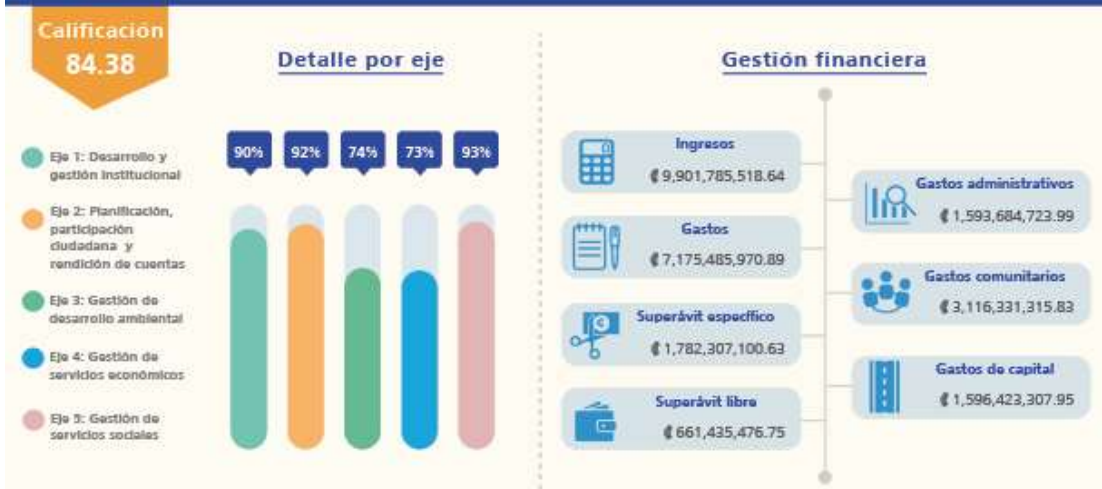 Calificación
84.38
Detalle por eje
90%
92%
74%
73%
93%
Eje 1: Desarrollo y
gestión institucional
Eje 2: Planificación,
participación
ciudadana y
rendición de cuentas
Eje 3: Gestión de
desarrollo ambiental
Eje 4: Gestión de
servicios económicos
Eje 5: Gestión de
servicios sociales
Gestión financiera
Ingresos
₡9,901,785,518.64
Gastos
₡7,175,485,970.89
Superávit específico
₡1,782,307,100.63
Superávit libre
₡661,435,476.75
Gastos administrativos
₡1,593,684,723.99
Gastos comunitarios
₡3,116,331,315.83
Gastos de capital
₡1,596,423,307.95